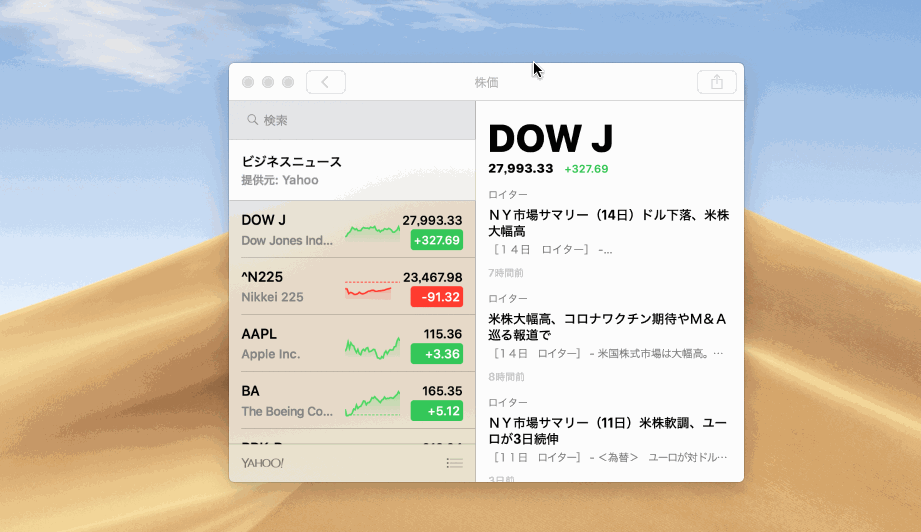 株価
検索
ビジネスニュース
提供元: Yahoo
DOW J
27,993.33
Dow Jones Ind...
+327.69
^N225
23,467.98
Nikkei 225
-91.32
AAPL
115.36
Apple Inc.
+3.36
BA
165.35
The Boeing Co...
+5.12
YAHOO!
DOW J
27,993.33 +327.69
ロイター
ＮＹ市場サマリー（14日）ドル下落、米株
大幅高
［１４日　ロイター］ -...
7時間前
ロイター
米株大幅高、コロナワクチン期待やＭ＆Ａ
巡る報道で
［１４日　ロイター］ - 米国株式市場は大幅高。…
8時間前
ロイター
ＮＹ市場サマリー（11日）米株軟調、ユー
ロが3日続伸
［１１日　ロイター］ - ＜為替＞　ユーロが対ドル…
3日前